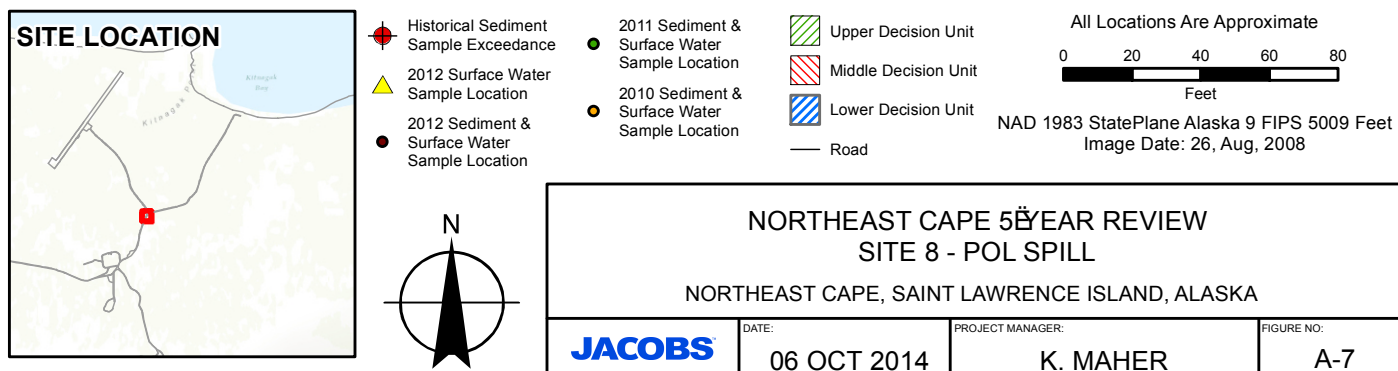 SITE LOCATION
Kitnagak
Bay
Historical Sediment
Sample Exceedance
2012 Surface Water
Sample Location
2012 Sediment &
Surface Water
Sample Location
2011 Sediment &
Surface Water
Sample Location
2010 Sediment &
Surface Water
Sample Location
Upper Decision Unit
Middle Decision Unit
Lower Decision Unit
Road
All Locations Are Approximate
0 20 40 60 80
Feet
NAD 1983 StatePlane Alaska 9 FIPS 5009 Feet
Image Date: 26, Aug, 2008
N
NORTHEAST CAPE 5ËYEAR REVIEW
SITE 8 - POL SPILL
NORTHEAST CAPE, SAINT LAWRENCE ISLAND, ALASKA
JACOBS
DATE:
06 OCT 2014
PROJECT MANAGER:
K. MAHER
FIGURE NO:
A-7